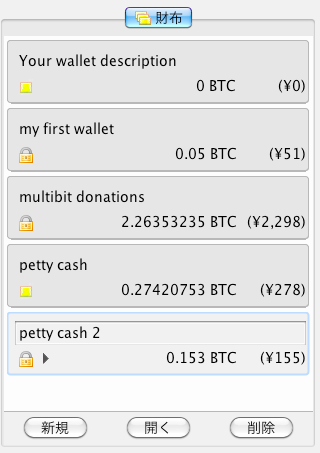 財布
Your wallet description
0 BTC (¥0)
my first wallet
0.05 BTC (¥51)
multibit donations
2.26353235 BTC (¥2,298)
petty cash
0.27420753 BTC (¥278)
petty cash 2
0.153 BTC (¥155)
新規 開く 削除